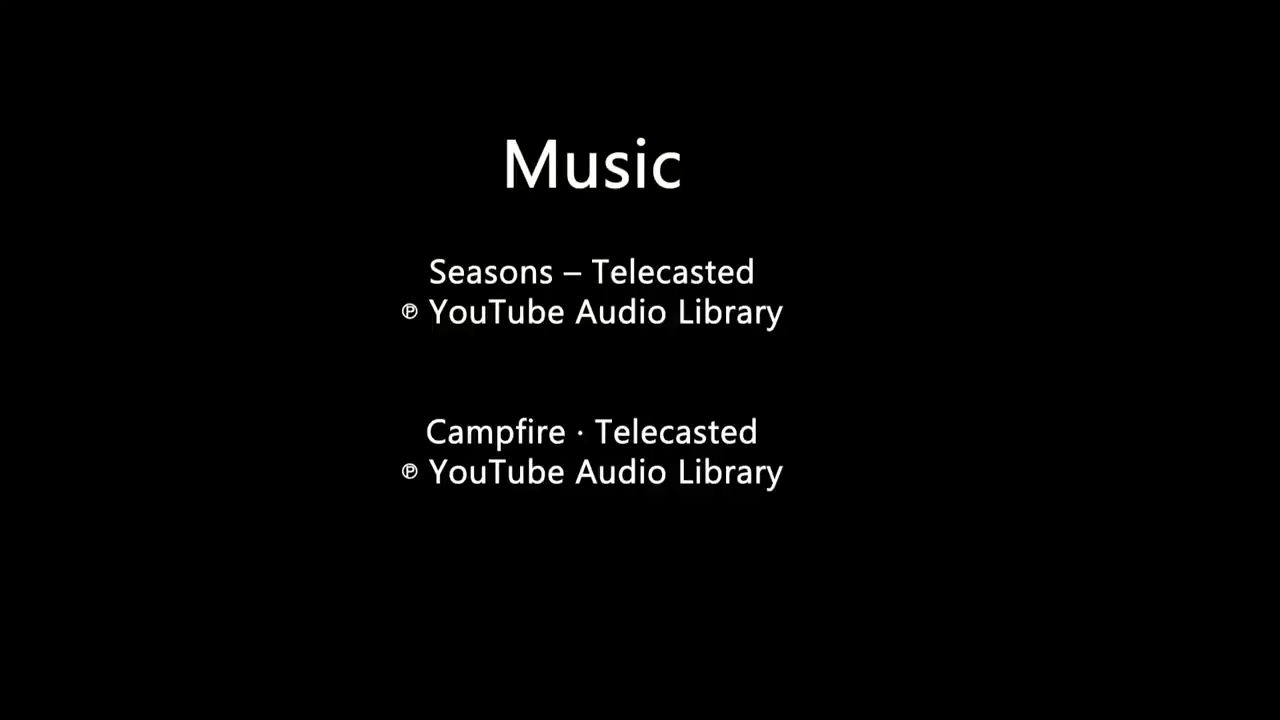 Music
Seasons – Telecasted
℗ YouTube Audio Library
Campfire · Telecasted
℗ YouTube Audio Library